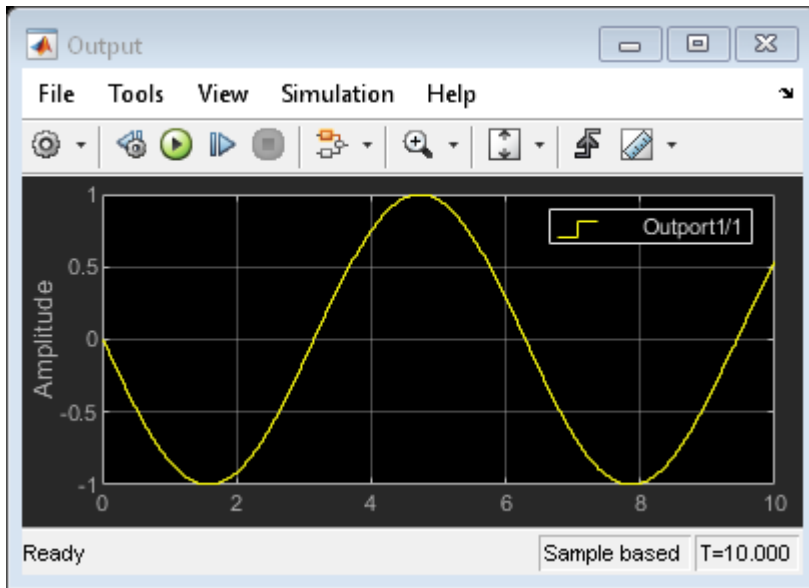 Output
File Tools View Simulation Help
Outport1/1
Amplitude
1
0.5
0
-0.5
-1
0 2 4 6 8 10
Ready Sample based T=10.000